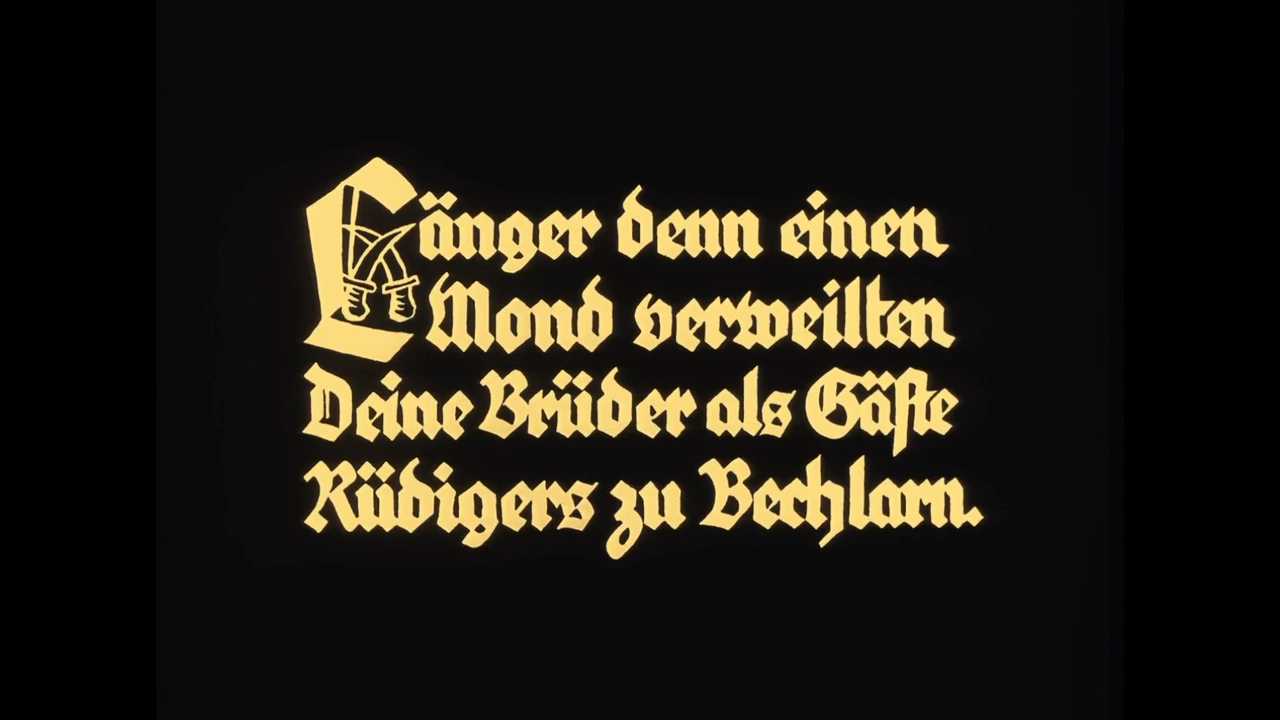 Länger denn einen
Mond verweilten
Deine Brüder als Gäste
Rüdigers zu Bechlarn.